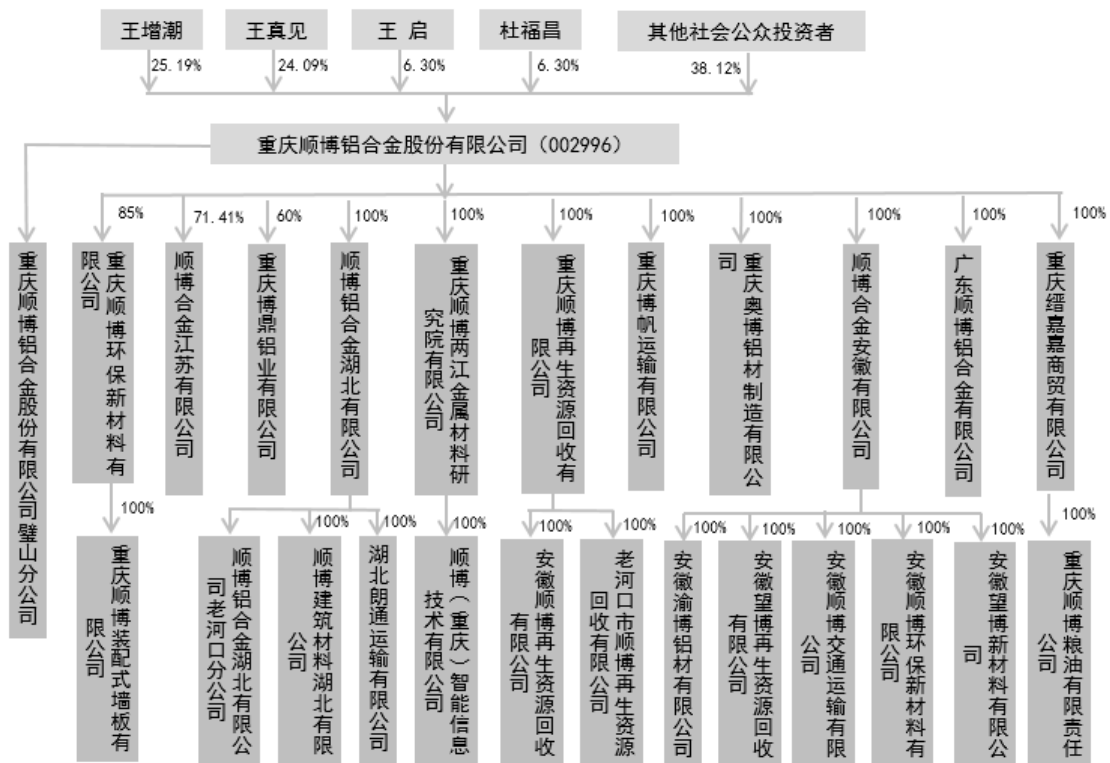 王增潮
王真见
王 启
杜福昌
其他社会公众投资者
25.19%
24.09%
6.30%
6.30%
38.12%
重庆顺博铝合金股份有限公司（002996）
85%
71.41%
60%
100%
100%
100%
100%
100%
100%
100%
100%
重庆顺博铝合金股份有限公司璧山分公司
重庆顺博环保新材料有
限公司
顺博合金江苏有限公司
重庆博鼎铝业有限公司
顺博铝合金湖北有限公司
重庆顺博两江金属材料研
究院有限公司
重庆顺博再生资源回收有
限公司
重庆博帆运输有限公司
重庆奥博铝材制造有限公
司
顺博合金安徽有限公司
广东顺博铝合金有限公司
重庆缙嘉嘉商贸有限公司
100%
100%
100%
100%
100%
100%
100%
100%
100%
100%
100%
100%
100%
重庆顺博装配式墙板有
限公司
顺博铝合金湖北有限公
司老河口分公司
顺博建筑材料湖北有限
公司
湖北朗通运输有限公司
顺博（重庆）智能信息
技术有限公司
安徽顺博再生资源回收
有限公司
老河口市顺博再生资源
回收有限公司
安徽渝博铝材有限公司
安徽望博再生资源回收
有限公司
安徽顺博交通运输有限
公司
安徽顺博环保新材料有
限公司
安徽望博新材料有限公
司
重庆顺博粮油有限责任
公司